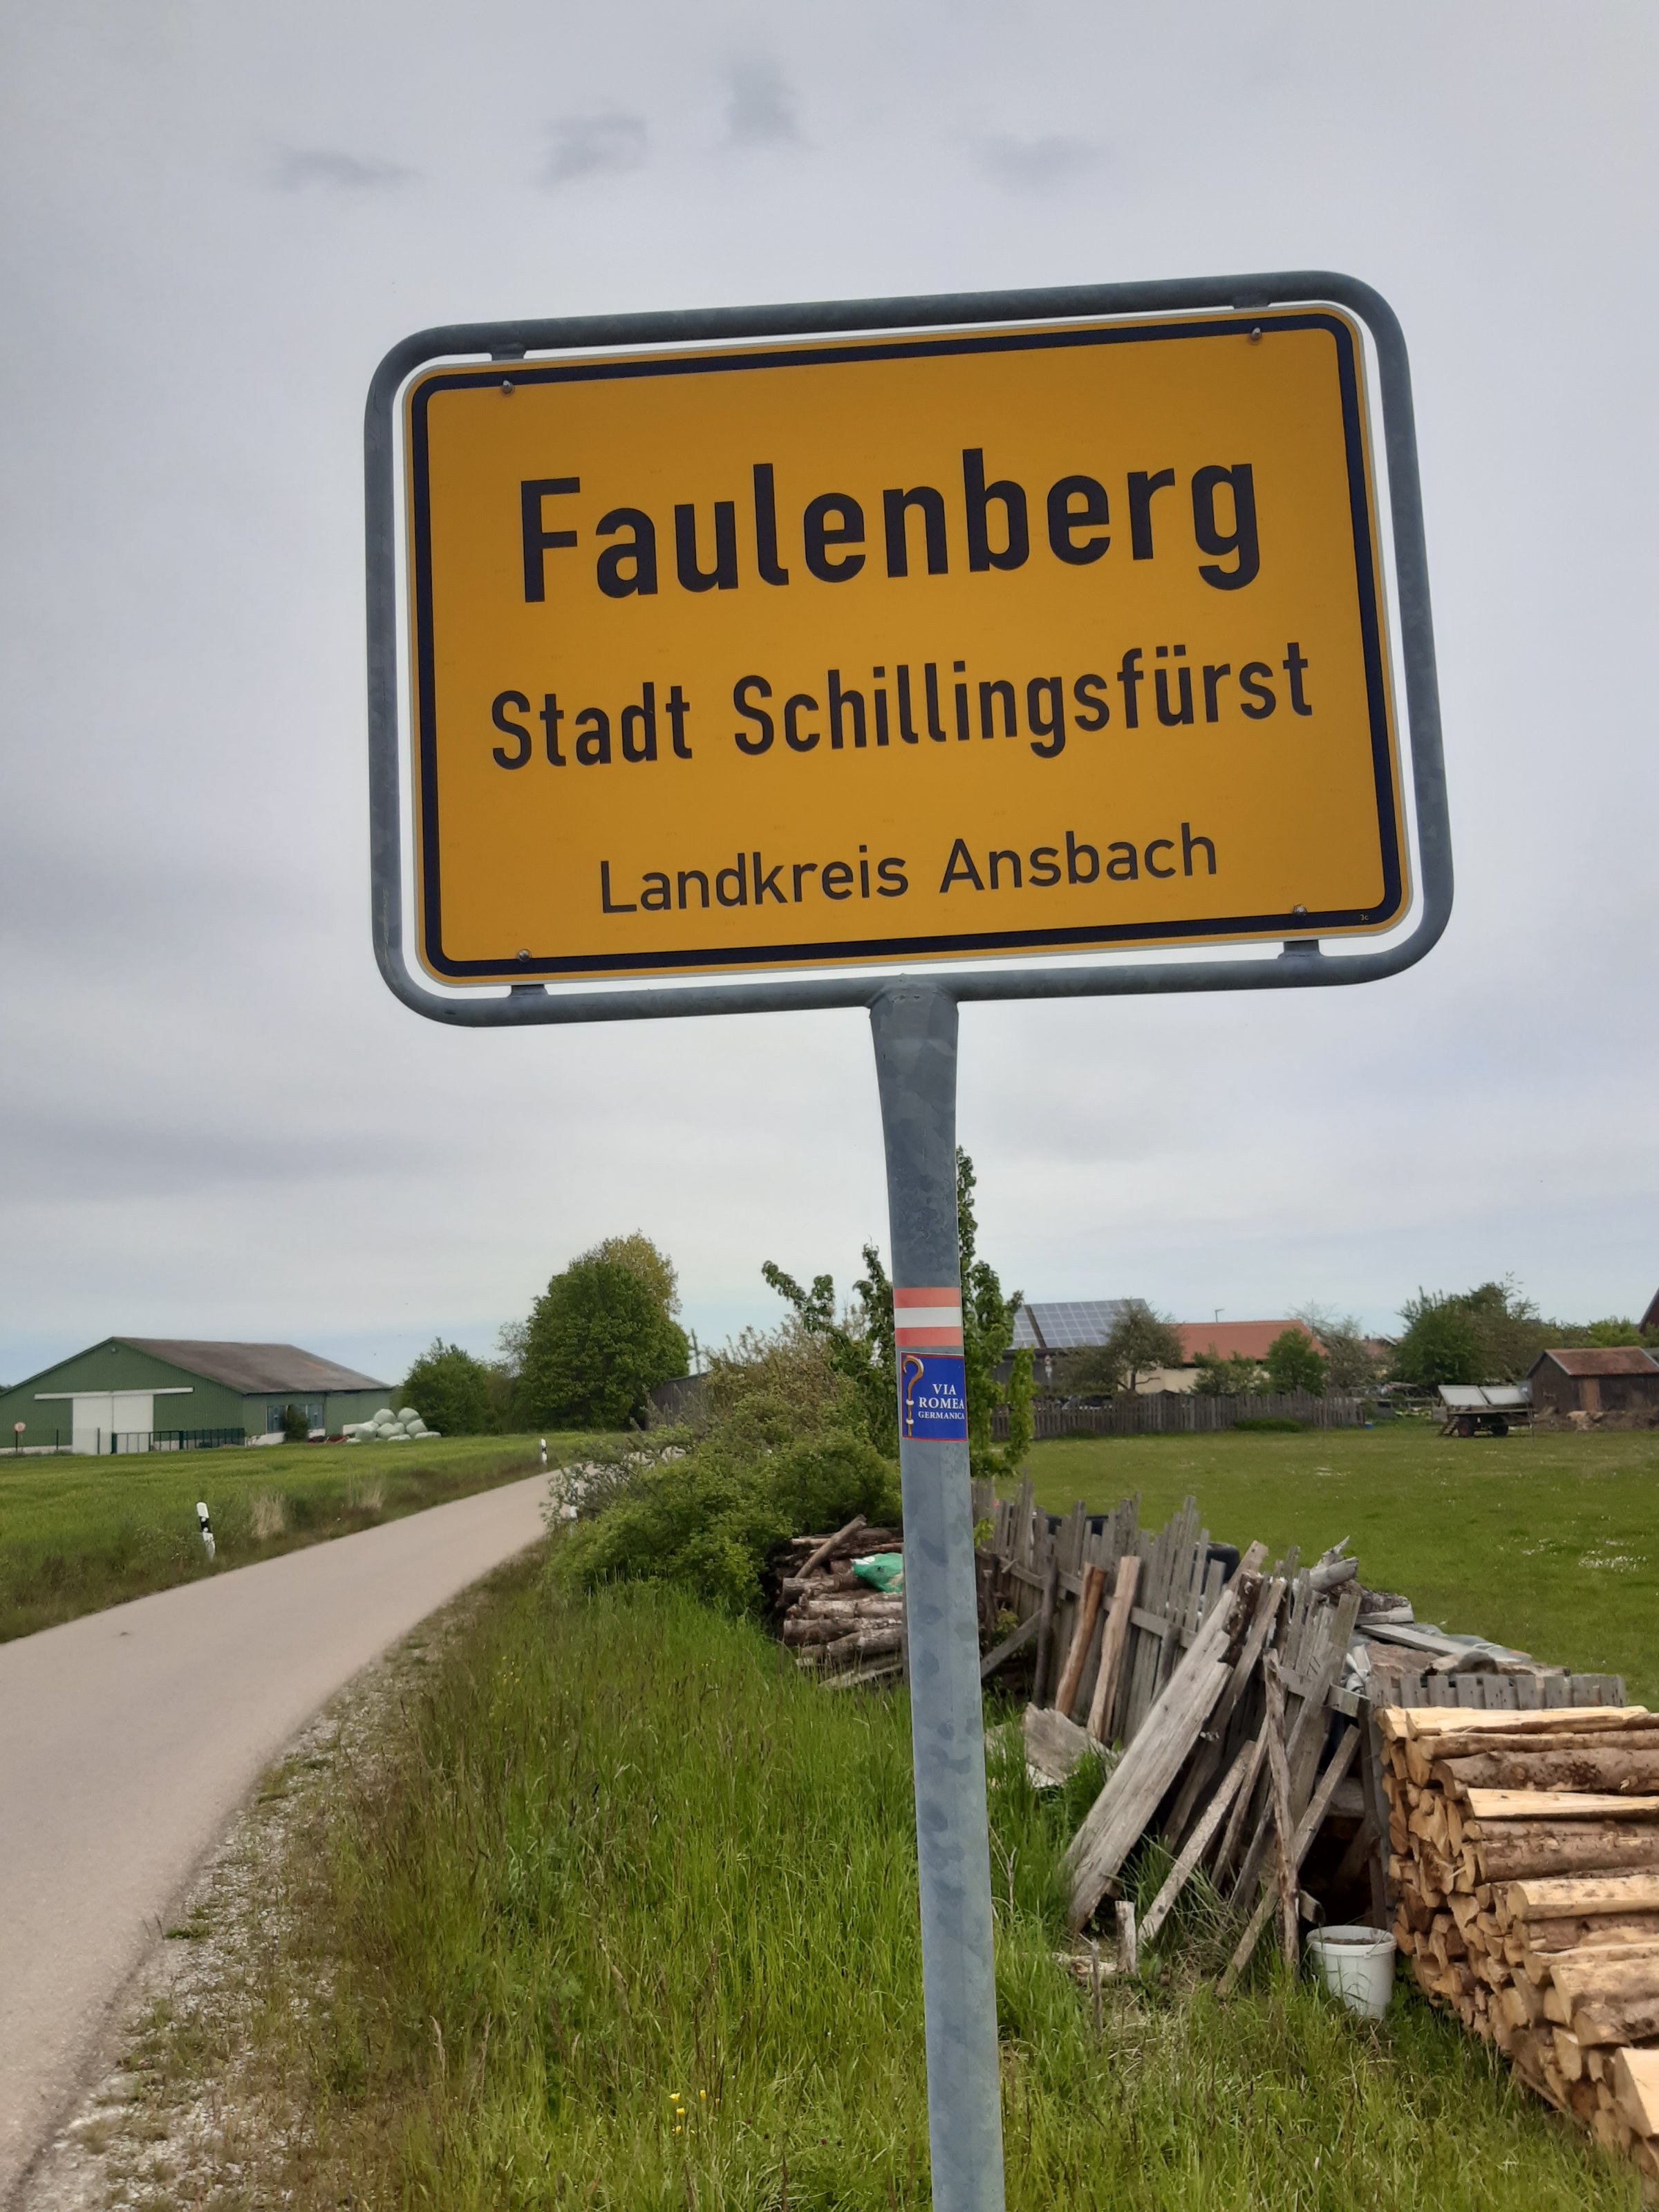 Faulenberg
Stadt Schillingsfürst
Landkreis Ansbach
VIA
ROMEA
GERMANICA